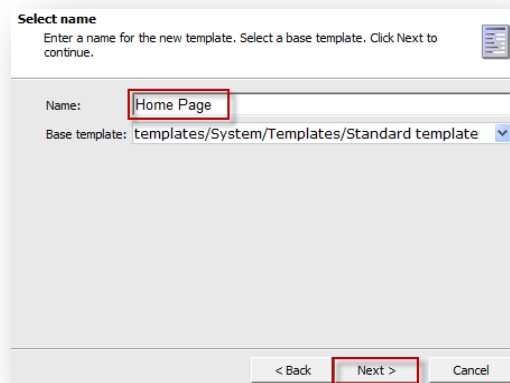 Select name
Enter a name for the new template. Select a base template. Click Next to
continue.
Name: Home Page
Base template: templates/System/Templates/Standard template
< Back Next > Cancel